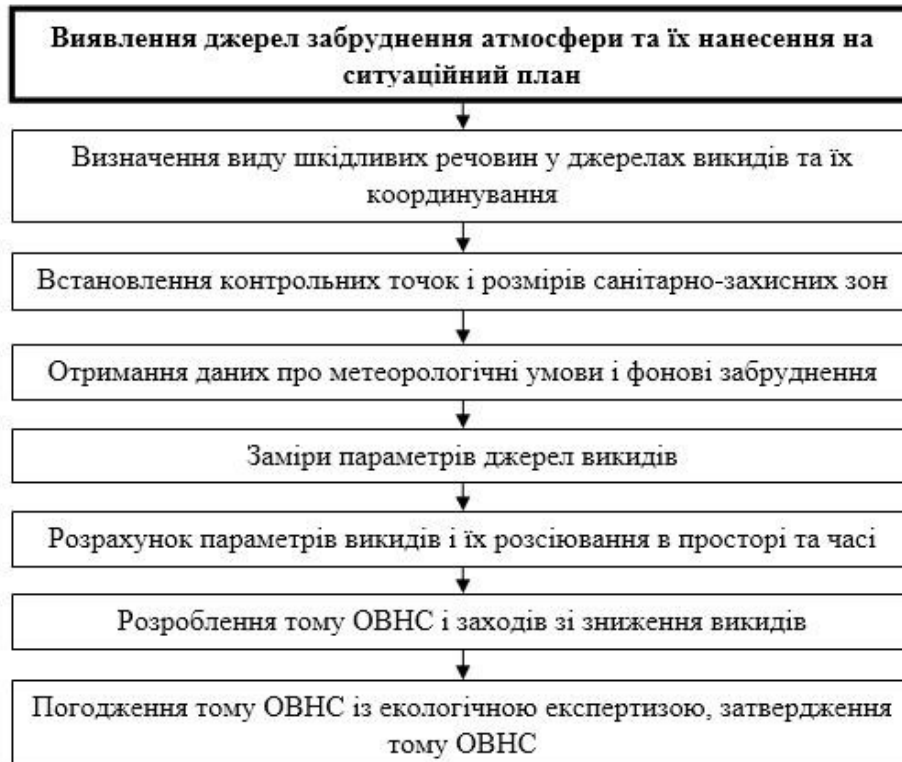 Виявлення джерел забруднення атмосфери та їх нанесення на
ситуаційний план
Визначення виду шкідливих речовин у джерелах викидів та їх
координування
Встановлення контрольних точок і розмірів санітарно-захисних зон
Отримання даних про метеорологічні умови і фонові забруднення
Заміри параметрів джерел викидів
Розрахунок параметрів викидів і їх розсіювання в просторі та часі
Розроблення тому ОВНС і заходів зі зниження викидів
Погодження тому ОВНС із екологічною експертизою, затвердження
тому ОВНС